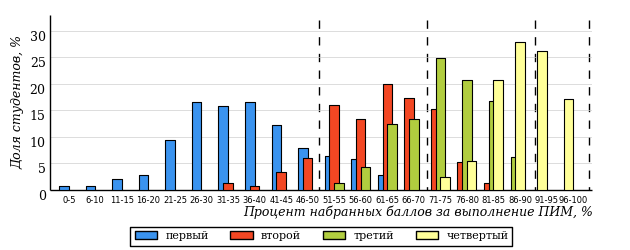 Доля студентов, %
30
25
20
15
10
5
0
0-5 6-10 11-15 16-20 21-25 26-30 31-35 36-40 41-45 46-50 51-55 56-60 61-65 66-70 71-75 76-80 81-85 86-90 91-95 96-100
Процент набранных баллов за выполнение ПИМ, %
первый второй третий четвертый